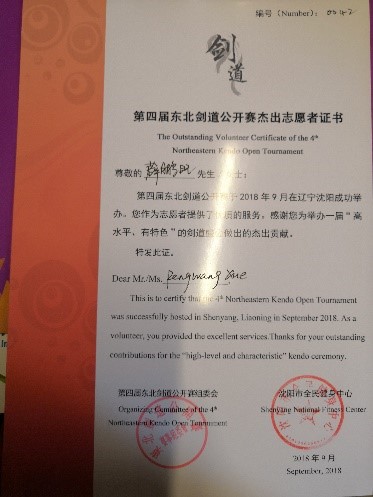 编号（Number）： 0042
剑道
第四届东北剑道公开赛杰出志愿者证书
The Outstanding Volunteer Certificate of the 4th
Northeastern Kendo Open Tournament
尊敬的 薛鹏 先生 士：
第四届东北剑道公开 于2018年9月在辽宁沈阳成功举
办。您作为志愿者提供了 质的服务。感谢您为举办一届“高
水平、有特色”的剑道 做出的杰出贡献。
特发此证。
Dear Mr./Ms. Pengwang Xue
This is to certify that the 4th Northeastern Kendo Open Tournament
was successfully hosted in Shenyang, Liaoning in September 2018. As a
volunteer, you provided the excellent services.Thanks for your outstanding
contributions for the “high-level and characteristic” kendo ceremony.
第四届东北剑道公开赛组委会
Organizing Committee of the 4th
Northeastern Kendo Open Tournament
沈阳市全民健身中心
Shenyang National Fitness Center
2018年9月
September, 2018